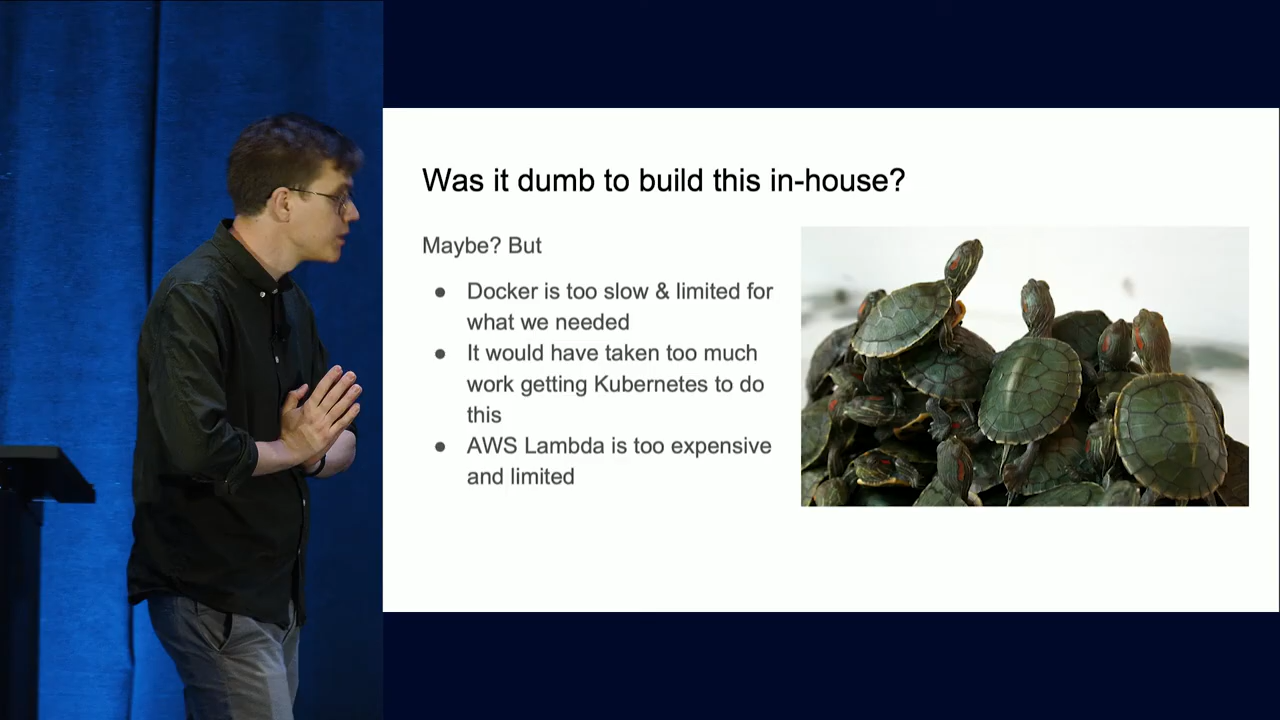 Was it dumb to build this in-house?
Maybe? But
● Docker is too slow & limited for
what we needed
● It would have taken too much
work getting Kubernetes to do
this
● AWS Lambda is too expensive
and limited